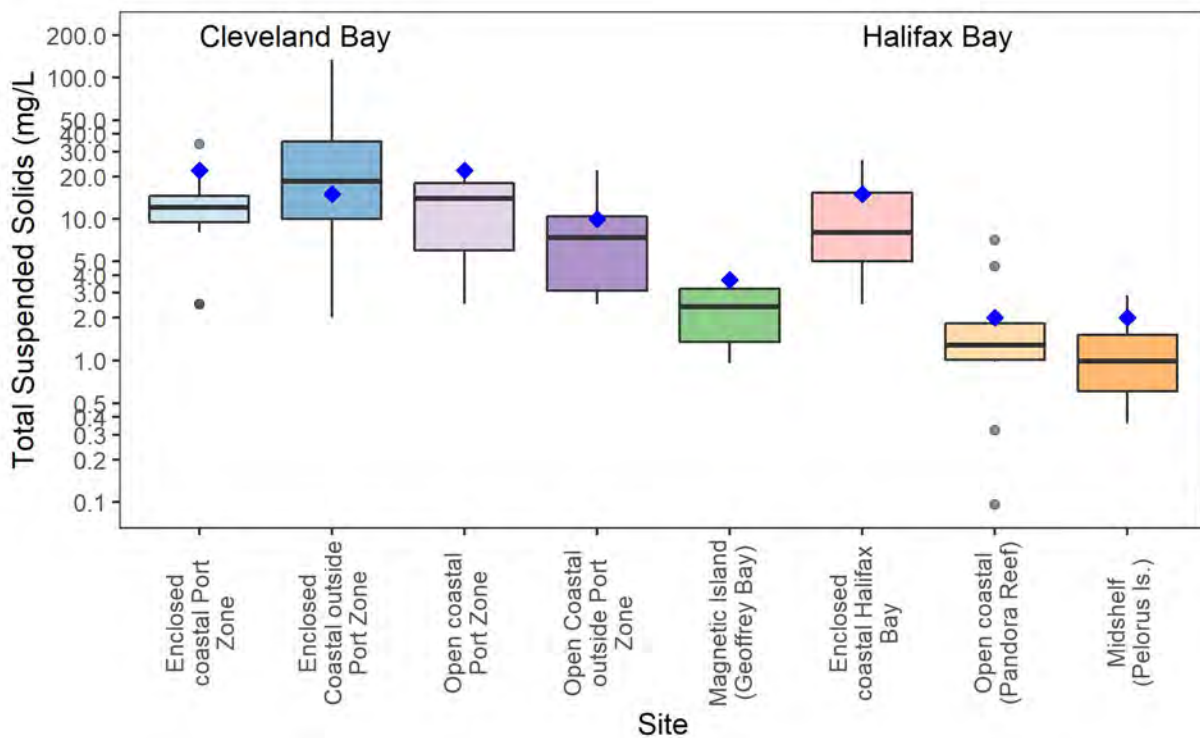 Cleveland Bay
Halifax Bay
Total Suspended Solids (mg/L)
200.0
100.0
50.0
40.0
30.0
20.0
10.0
5.0
4.0
3.0
2.0
1.0
0.5
0.4
0.3
0.2
0.1
Enclosed
coastal Port
Zone
Enclosed
Coastal outside
Port Zone
Open coastal
Port Zone
Open Coastal
outside Port
Zone
Magnetic Island
(Geoffrey Bay)
Enclosed
coastal Halifax
Bay
Open coastal
(Pandora Reef)
Midshelf
(Pelorus Is.)
Site